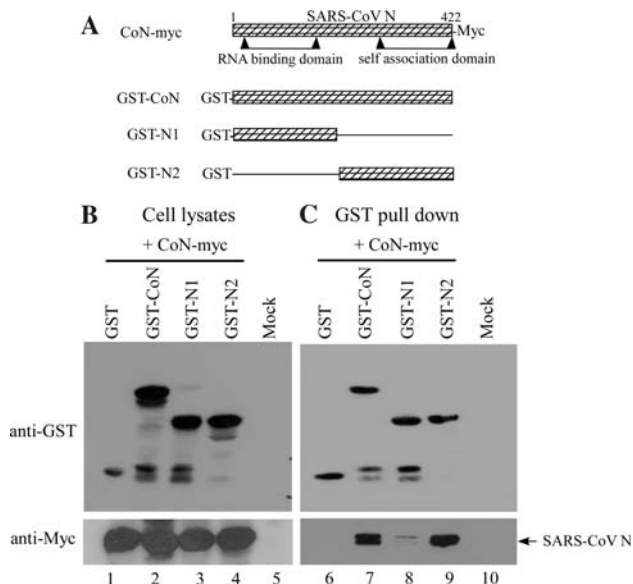 A
1 SARS-CoV N 422
CoN-myc -Myc
RNA binding domain self association domain
GST-CoN GST-
GST-N1 GST-
GST-N2 GST
B Cell lysates
+ CoN-myc
GST
GST-CoN
GST-N1
GST-N2
Mock
C GST pull down
+ CoN-myc
GST
GST-CoN
GST-N1
GST-N2
Mock
anti-GST
anti-Myc
SARS-CoV N
1 2 3 4 5 6 7 8 9 10